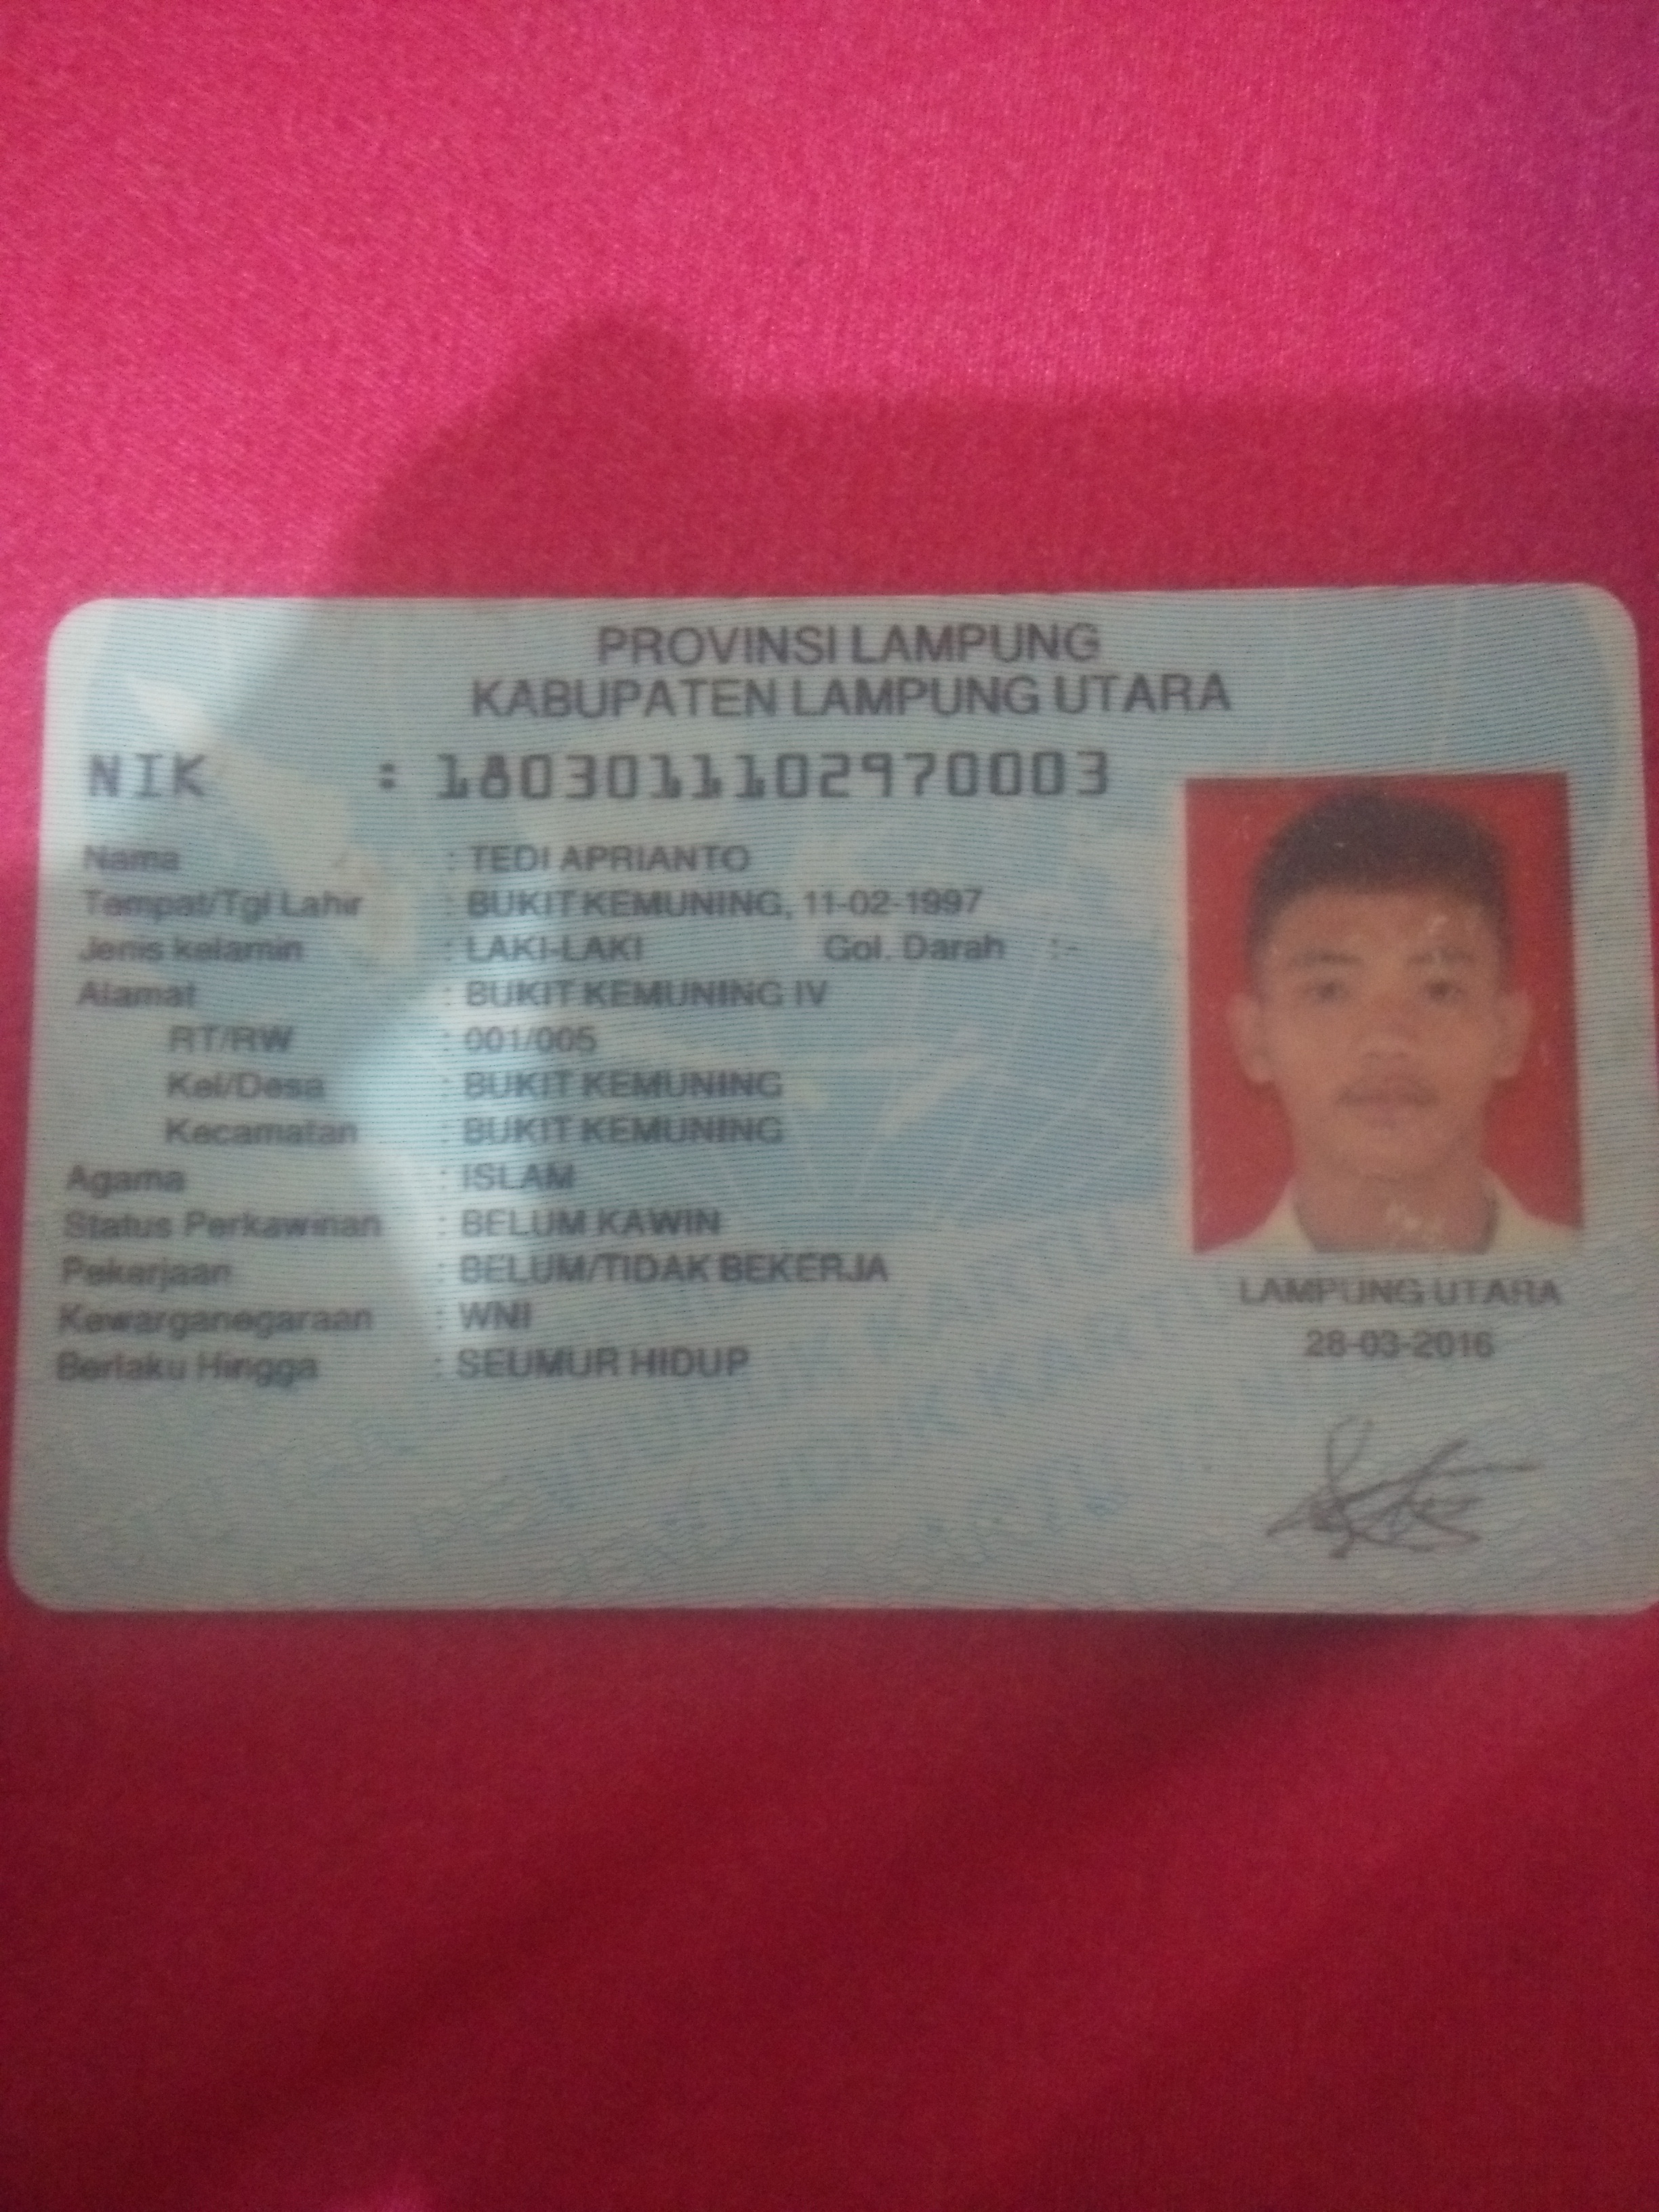 PROVINSI LAMPUNG
KABUPATEN LAMPUNG UTARA
NIK : 1803011102970003
Nama : TEDI APRIANTO
Tempat/Tgl Lahir : BUKIT KEMUNING, 11-02-1997
Jenis kelamin : LAKI-LAKI Gol. Darah :-
Alamat : BUKIT KEMUNING IV
RT/RW : 001/005
Kel/Desa : BUKIT KEMUNING
Kecamatan : BUKIT KEMUNING
Agama : ISLAM
Status Perkawinan : BELUM KAWIN
Pekerjaan : BELUM/TIDAK BEKERJA
Kewarganegaraan : WNI
Berlaku Hingga : SEUMUR HIDUP
LAMPUNG UTARA
28-03-2016